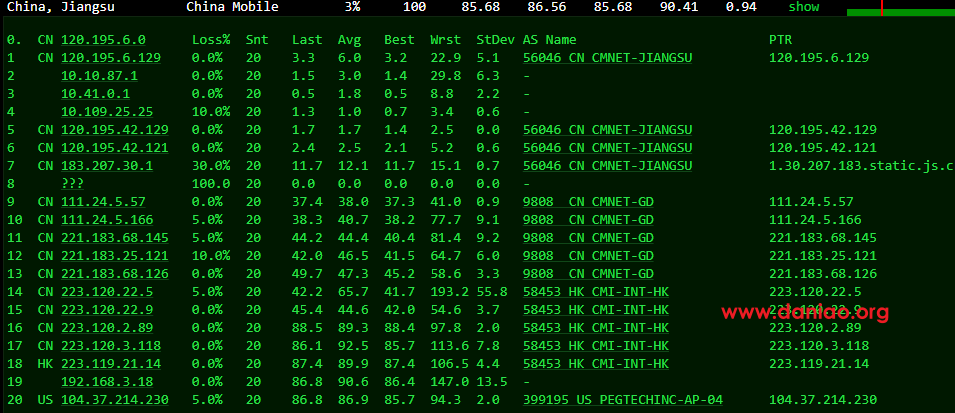 China, Jiangsu China Mobile 3% 100 85.68 86.56 85.68 90.41 0.94 show
0. CN 120.195.6.0 Loss% Snt Last Avg Best Wrst StDev AS Name PTR
1 CN 120.195.6.129 0.0% 20 3.3 6.0 3.2 22.9 5.1 56046 CN CMNET-JIANGSU 120.195.6.129
2 10.10.87.1 0.0% 20 1.5 3.0 1.4 29.8 6.3 -
3 10.41.0.1 0.0% 20 0.5 1.8 0.5 8.8 2.2 -
4 10.109.25.25 10.0% 20 1.3 1.0 0.7 3.4 0.6 -
5 CN 120.195.42.129 0.0% 20 1.7 1.7 1.4 2.5 0.0 56046 CN CMNET-JIANGSU 120.195.42.129
6 CN 120.195.42.121 0.0% 20 2.4 2.5 2.1 5.2 0.6 56046 CN CMNET-JIANGSU 120.195.42.121
7 CN 183.207.30.1 30.0% 20 11.7 12.1 11.7 15.1 0.7 56046 CN CMNET-JIANGSU 1.30.207.183.static.js.c
8 ??? 100.0 20 0.0 0.0 0.0 0.0 0.0 -
9 CN 111.24.5.57 0.0% 20 37.4 38.0 37.3 41.0 0.9 9808 CN CMNET-GD 111.24.5.57
10 CN 111.24.5.166 5.0% 20 38.3 40.7 38.2 77.7 9.1 9808 CN CMNET-GD 111.24.5.166
11 CN 221.183.68.145 5.0% 20 44.2 44.4 40.4 81.4 9.2 9808 CN CMNET-GD 221.183.68.145
12 CN 221.183.25.121 10.0% 20 42.0 46.5 41.5 64.7 6.0 9808 CN CMNET-GD 221.183.25.121
13 CN 221.183.68.126 0.0% 20 49.7 47.3 45.2 58.6 3.3 9808 CN CMNET-GD 221.183.68.126
14 CN 223.120.22.5 5.0% 20 42.2 65.7 41.7 193.2 55.8 58453 HK CMI-INT-HK 223.120.22.5
15 CN 223.120.22.9 0.0% 20 45.4 44.6 42.0 54.6 3.7 58453 HK CMI-INT-HK 223.120.22.9
16 CN 223.120.2.89 0.0% 20 88.5 89.3 88.4 97.8 2.0 58453 HK CMI-INT-HK 223.120.2.89
17 CN 223.120.3.118 0.0% 20 86.1 92.5 85.7 113.6 7.8 58453 HK CMI-INT-HK 223.120.3.118
18 HK 223.119.21.14 0.0% 20 87.4 89.9 87.4 106.5 4.4 58453 HK CMI-INT-HK 223.119.21.14
19 192.168.3.18 0.0% 20 86.8 90.6 86.4 147.0 13.5 -
20 US 104.37.214.230 5.0% 20 86.8 86.9 85.7 94.3 2.0 399195 US PEGTECHINC-AP-04 104.37.214.230